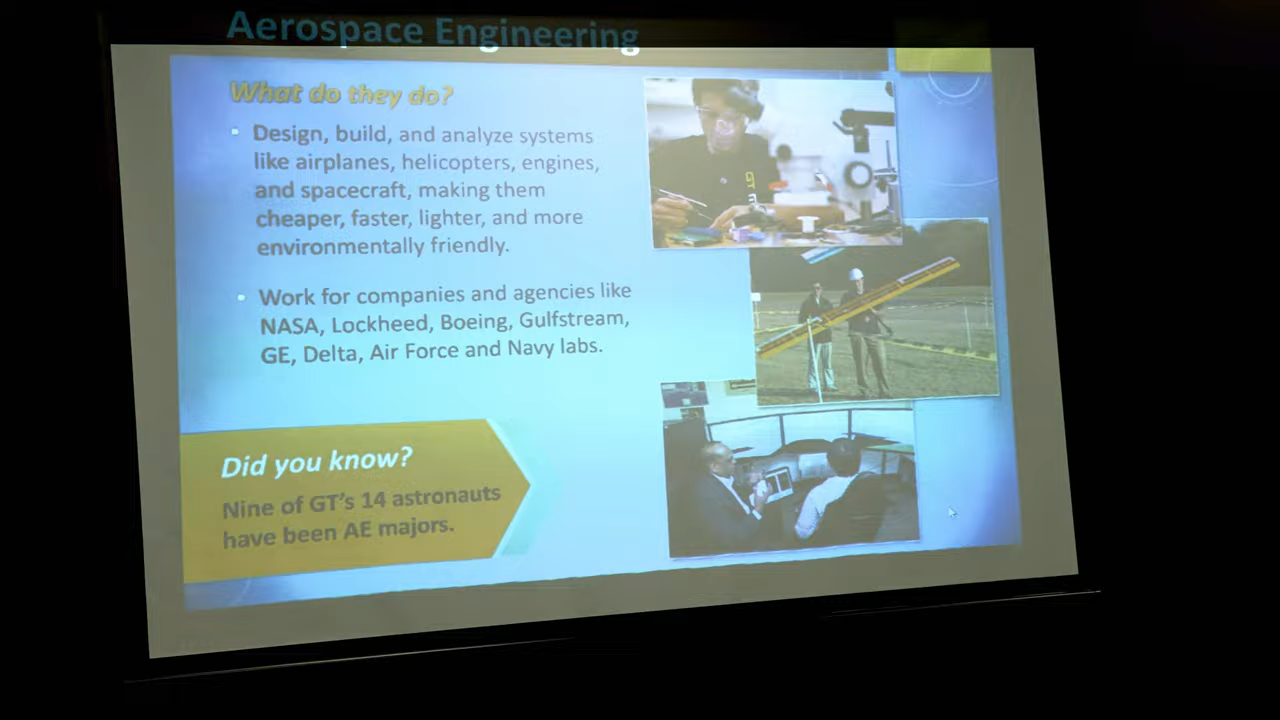 Aerospace Engineering
What do they do?
• Design, build, and analyze systems
like airplanes, helicopters, engines,
and spacecraft, making them
cheaper, faster, lighter, and more
environmentally friendly.
• Work for companies and agencies like
NASA, Lockheed, Boeing, Gulfstream,
GE, Delta, Air Force and Navy labs.
Did you know?
Nine of GT's 14 astronauts
have been AE majors.
GT